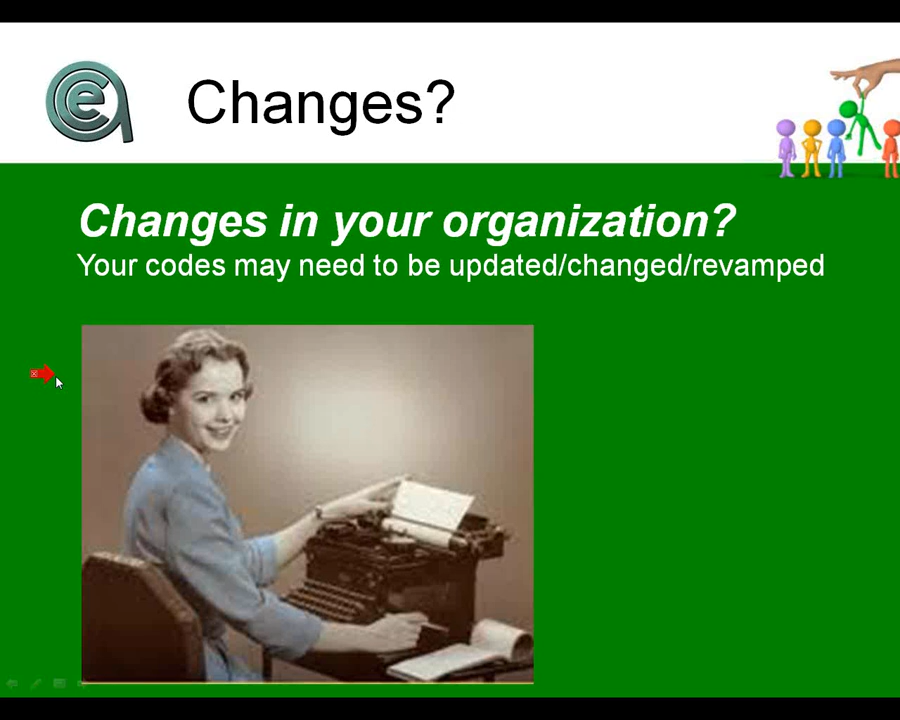 Changes?
Changes in your organization?
Your codes may need to be updated/changed/revamped